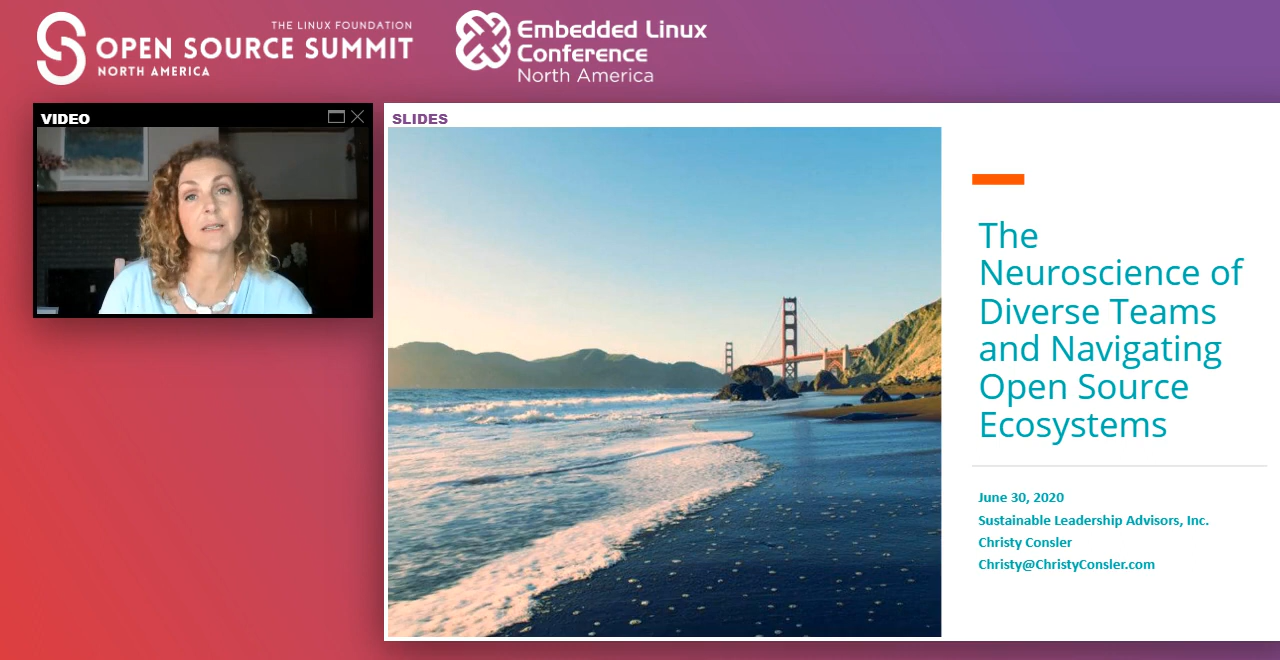 THE LINUX FOUNDATION
OPEN SOURCE SUMMIT
NORTH AMERICA
Embedded Linux
Conference
North America
VIDEO
SLIDES
The
Neuroscience of
Diverse Teams
and Navigating
Open Source
Ecosystems
June 30, 2020
Sustainable Leadership Advisors, Inc.
Christy Consler
Christy@ChristyConsler.com